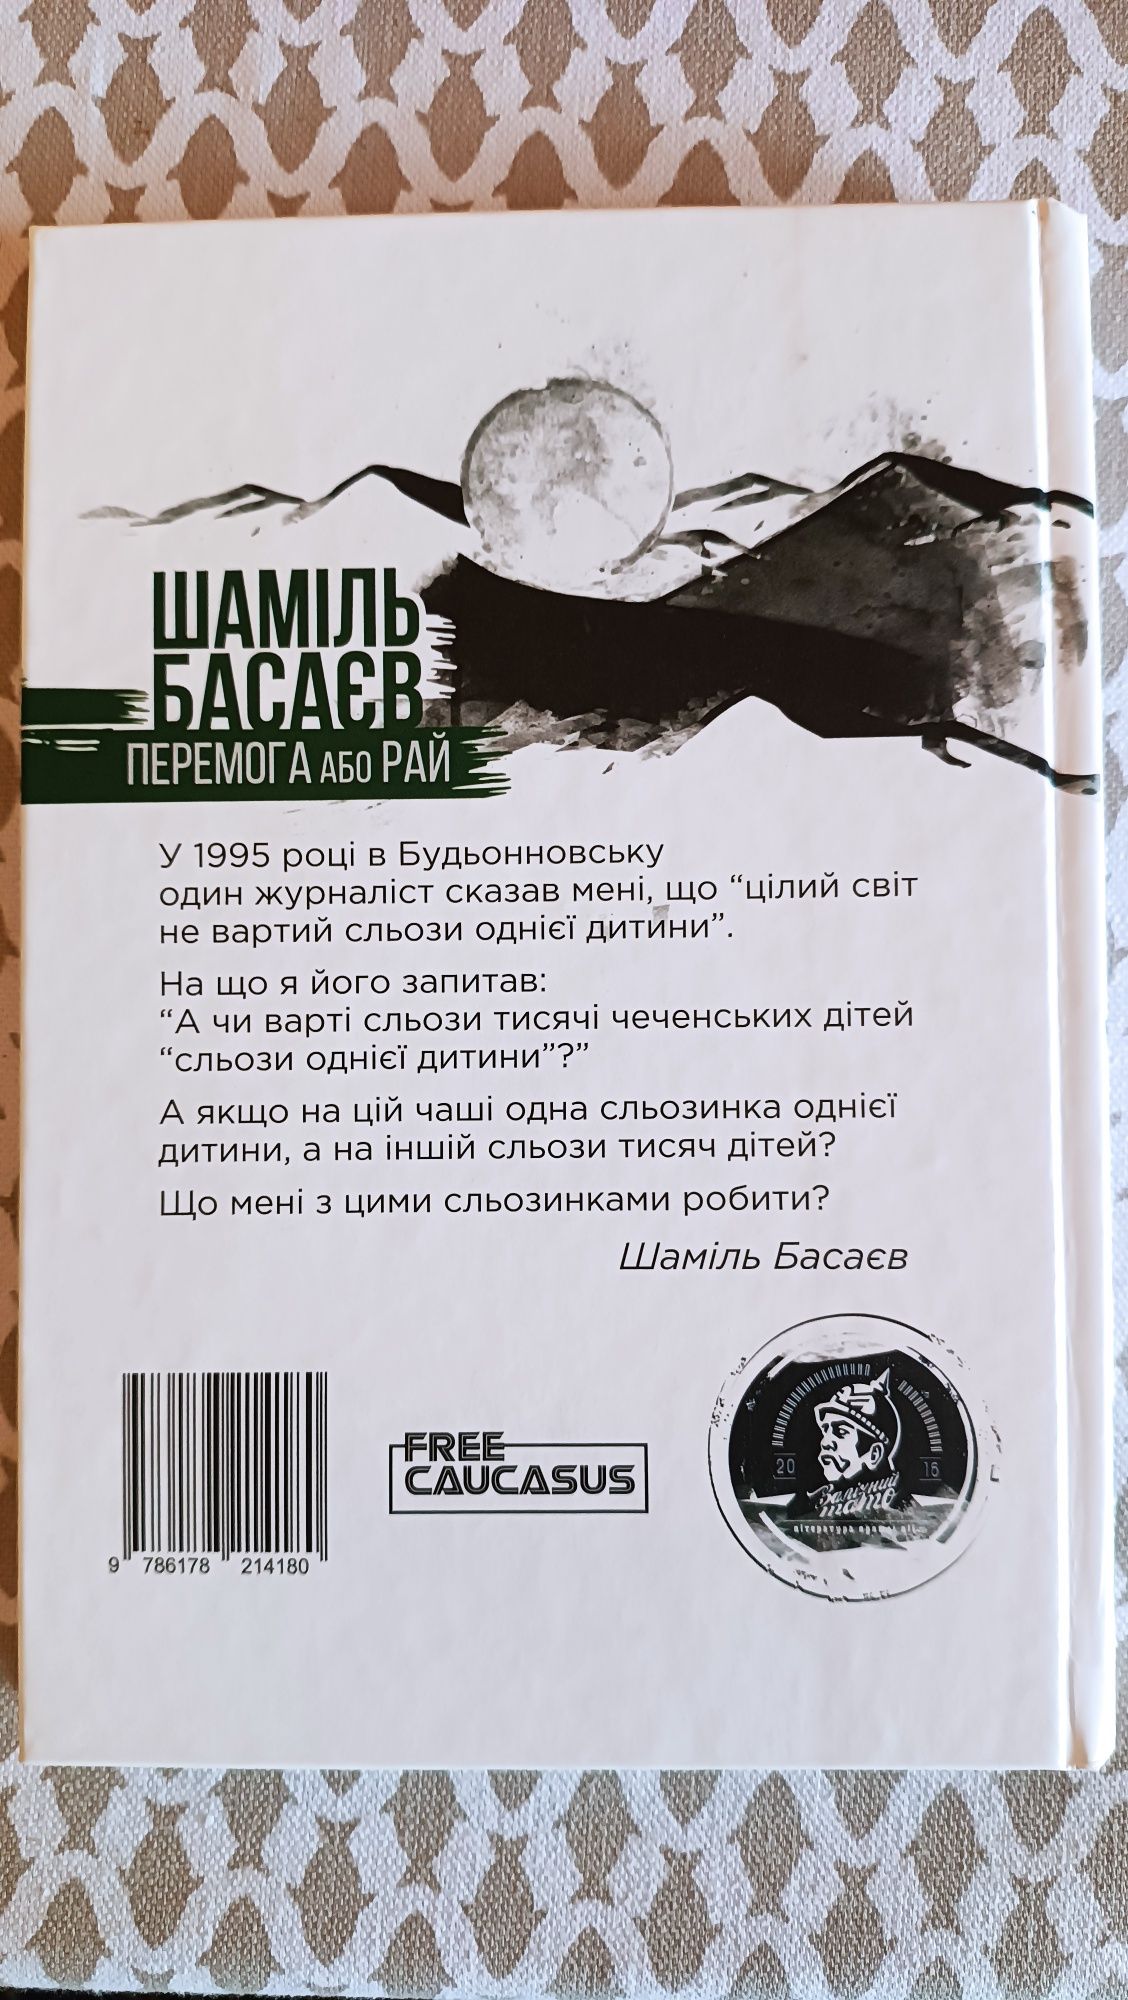 ШАМІЛЬ
БАСАЄВ
ПЕРЕМОГА АБО РАЙ
У 1995 році в Будьонновську
один журналіст сказав мені, що “цілий світ
не вартий сльози однієї дитини”.
На що я його запитав:
“А чи варті сльози тисячі чеченських дітей
“сльози однієї дитини”?”
А якщо на цій чаші одна сльозинка однієї
дитини, а на іншій сльози тисяч дітей?
Що мені з цими сльозинками робити?
Шаміль Басаєв
FREE
CAUCASUS
20 16
Залізний
тато
література
9 786178 214180